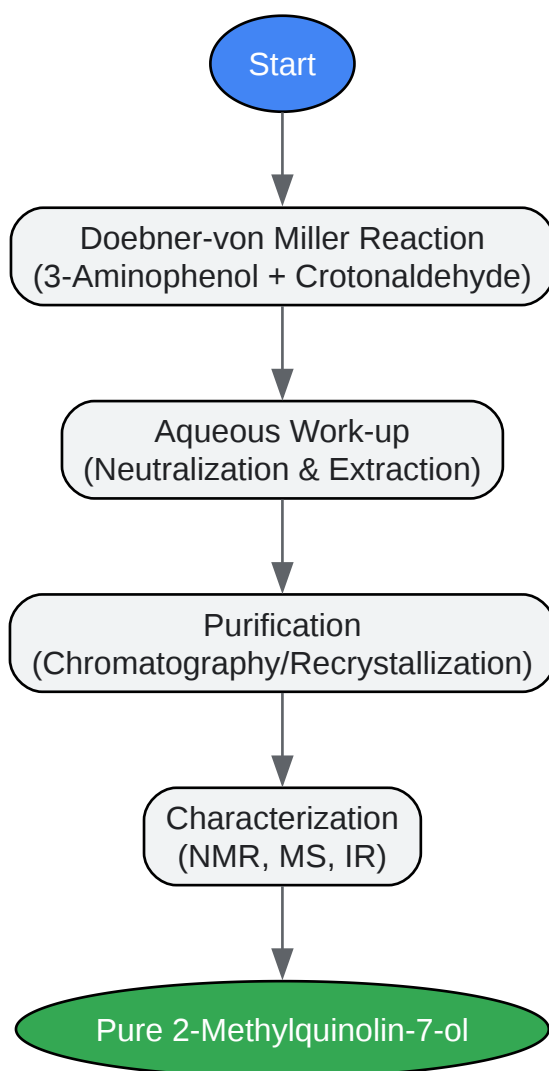 Start
Doebner-von Miller Reaction
(3-Aminophenol + Crotonaldehyde)
Aqueous Work-up
(Neutralization & Extraction)
Purification
(Chromatography/Recrystallization)
Characterization
(NMR, MS, IR)
Pure 2-Methylquinolin-7-ol